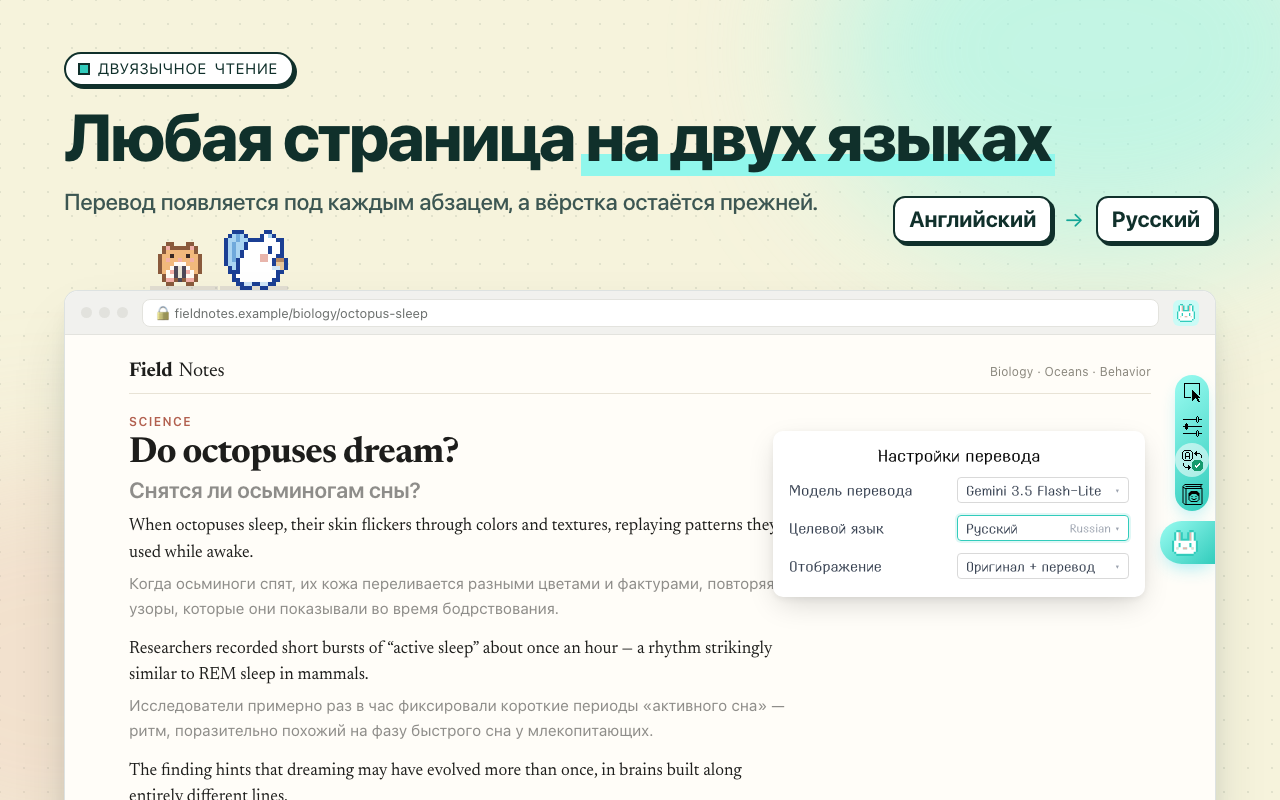 ДВУЯЗЫЧНОЕ ЧТЕНИЕ
Любая страница на двух языках
Перевод появляется под каждым абзацем, а вёрстка остаётся прежней.
Английский → Русский
fieldnotes.example/biology/octopus-sleep
Field Notes
Biology · Oceans · Behavior
SCIENCE
Do octopuses dream?
Снятся ли осьминогам сны?
When octopuses sleep, their skin flickers through colors and textures, replaying patterns they
used while awake.
Когда осьминоги спят, их кожа переливается разными цветами и фактурами, повторяя
узоры, которые они показывали во время бодрствования.
Researchers recorded short bursts of “active sleep” about once an hour — a rhythm strikingly
similar to REM sleep in mammals.
Исследователи примерно раз в час фиксировали короткие периоды «активного сна» —
ритм, поразительно похожий на фазу быстрого сна у млекопитающих.
The finding hints that dreaming may have evolved more than once, in brains built along
entirely different lines.
Настройки перевода
Модель перевода Gemini 3.5 Flash-Lite
Целевой язык Русский Russian
Отображение Оригинал + перевод